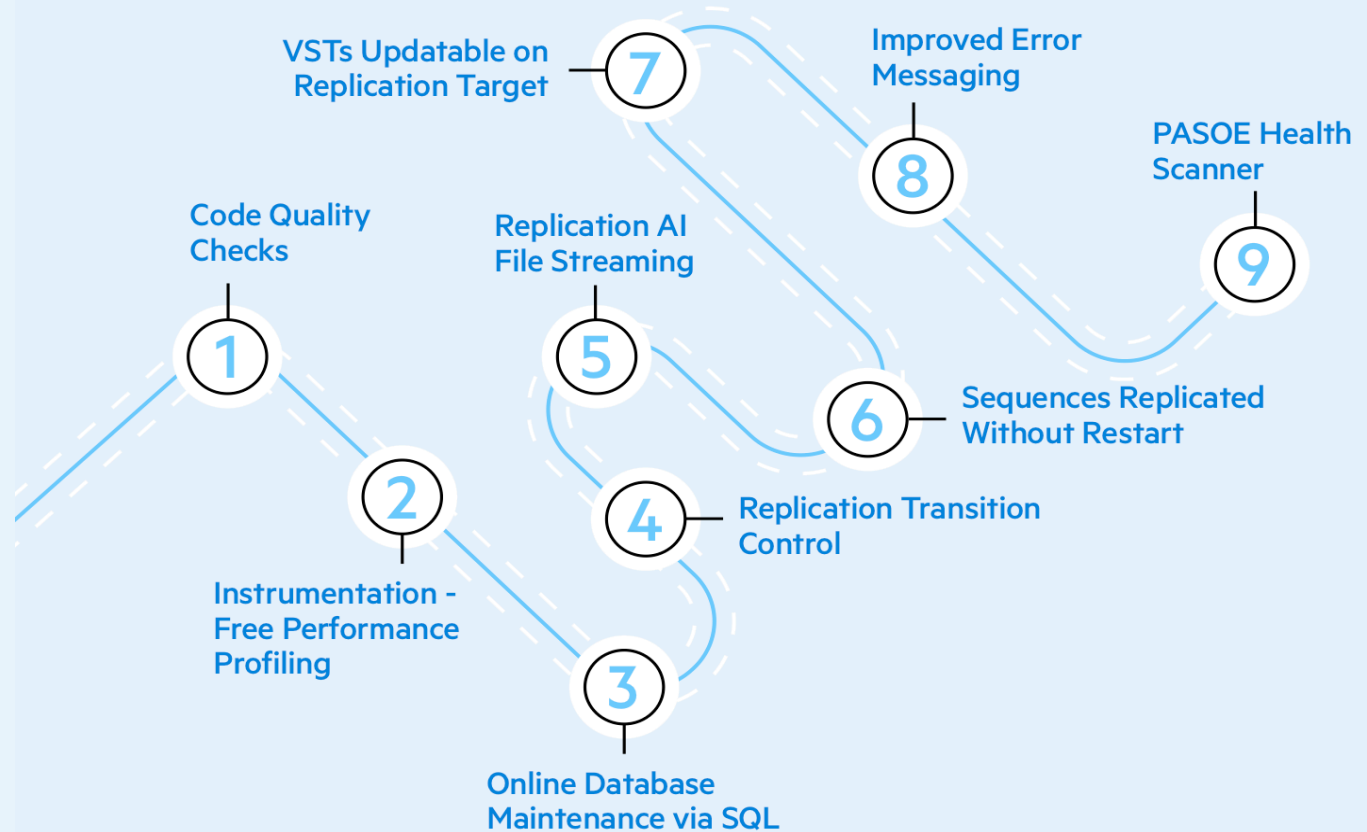 1
Code Quality
Checks
2
Instrumentation -
Free Performance
Profiling
3
Online Database
Maintenance via SQL
4
Replication Transition
Control
5
Replication AI
File Streaming
6
Sequences Replicated
Without Restart
7
VSTs Updatable on
Replication Target
8
Improved Error
Messaging
9
PASOE Health
Scanner